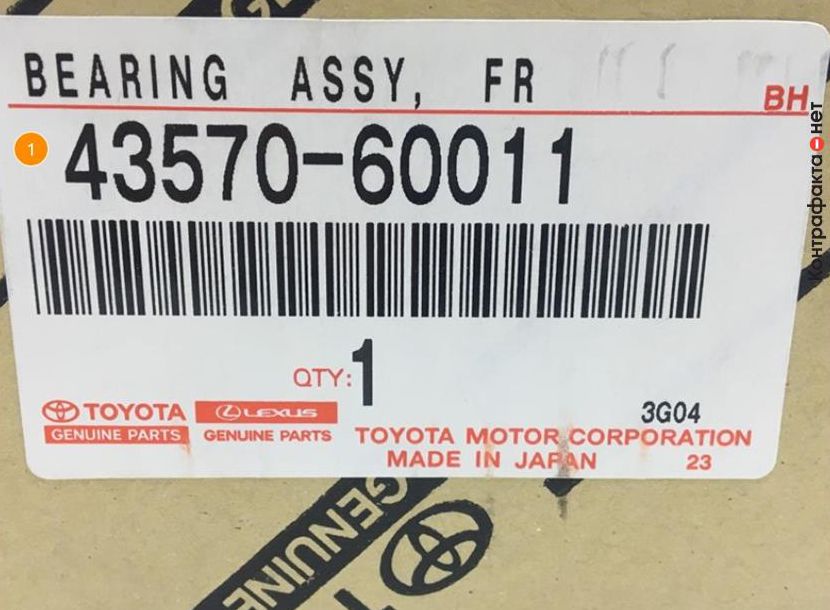 BEARING ASSY, FR
BH
1
43570-60011
QTY:1
TOYOTA
GENUINE PARTS
LEXUS
GENUINE PARTS
3G04
TOYOTA MOTOR CORPORATION
MADE IN JAPAN 23
Контрафакта нет
GENUINE